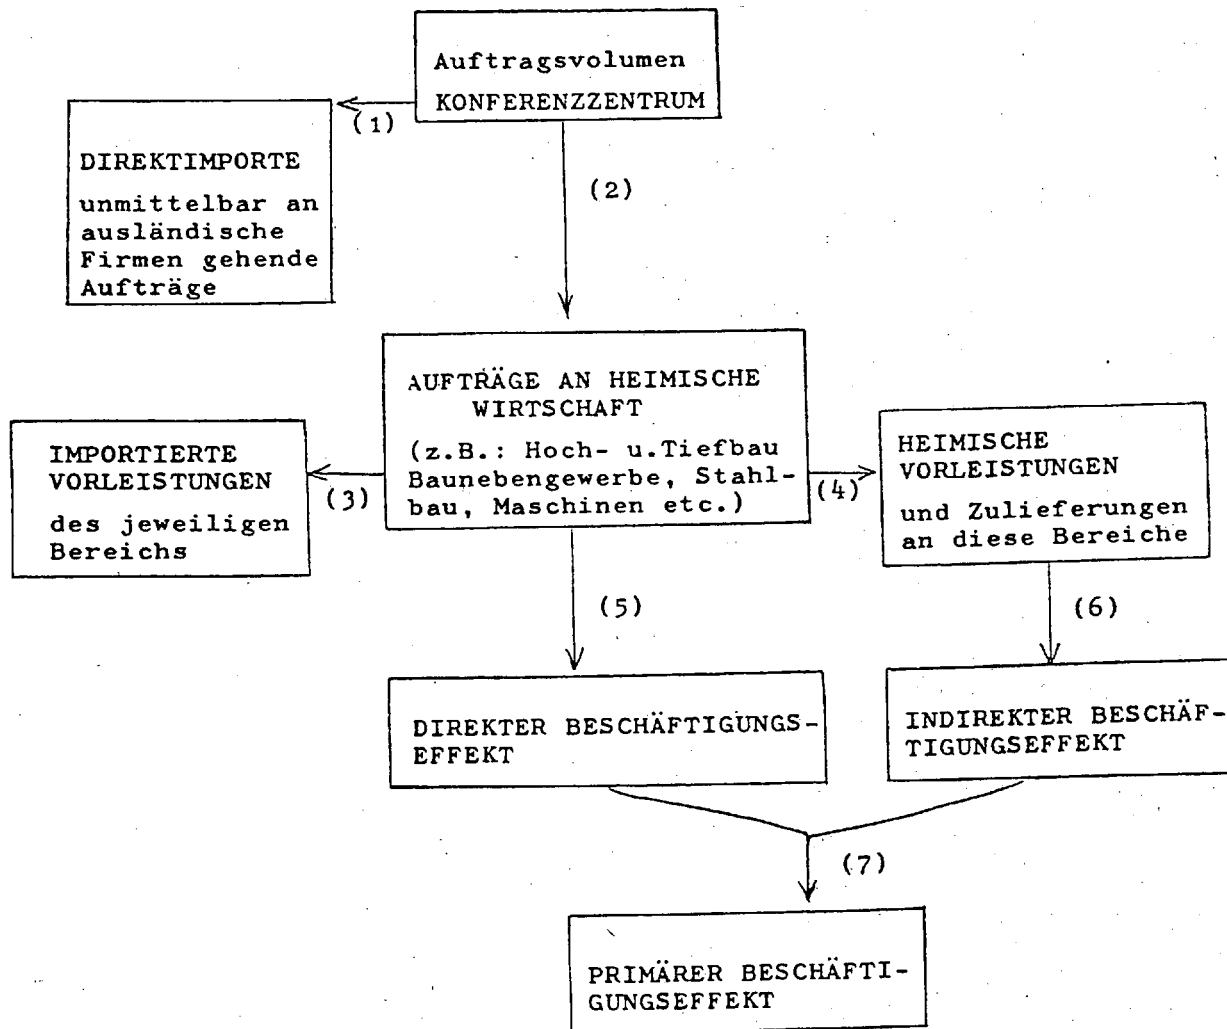 Auftragsvolumen
KONFERENZZENTRUM
(1)
DIREKTIMPORTE
unmittelbar an
ausländische
Firmen gehende
Aufträge
(2)
AUFTRÄGE AN HEIMISCHE
WIRTSCHAFT
(z.B.: Hoch- u.Tiefbau
Baunebengewerbe, Stahl-
bau, Maschinen etc.)
IMPORTIERTE
VORLEISTUNGEN
des jeweiligen
Bereichs
(3)
(4)
HEIMISCHE
VORLEISTUNGEN
und Zulieferungen
an diese Bereiche
(5)
(6)
DIREKTER BESCHÄFTIGUNGS-
EFFEKT
INDIREKTER BESCHÄF-
TIGUNGSEFFEKT
(7)
PRIMÄRER BESCHÄFTI-
GUNGSEFFEKT